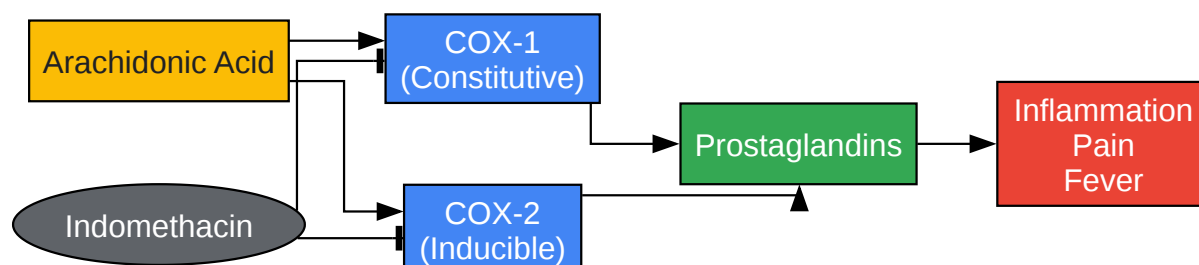 Arachidonic Acid
COX-1
(Constitutive)
Prostaglandins
Inflammation
Pain
Fever
Indomethacin
COX-2
(Inducible)